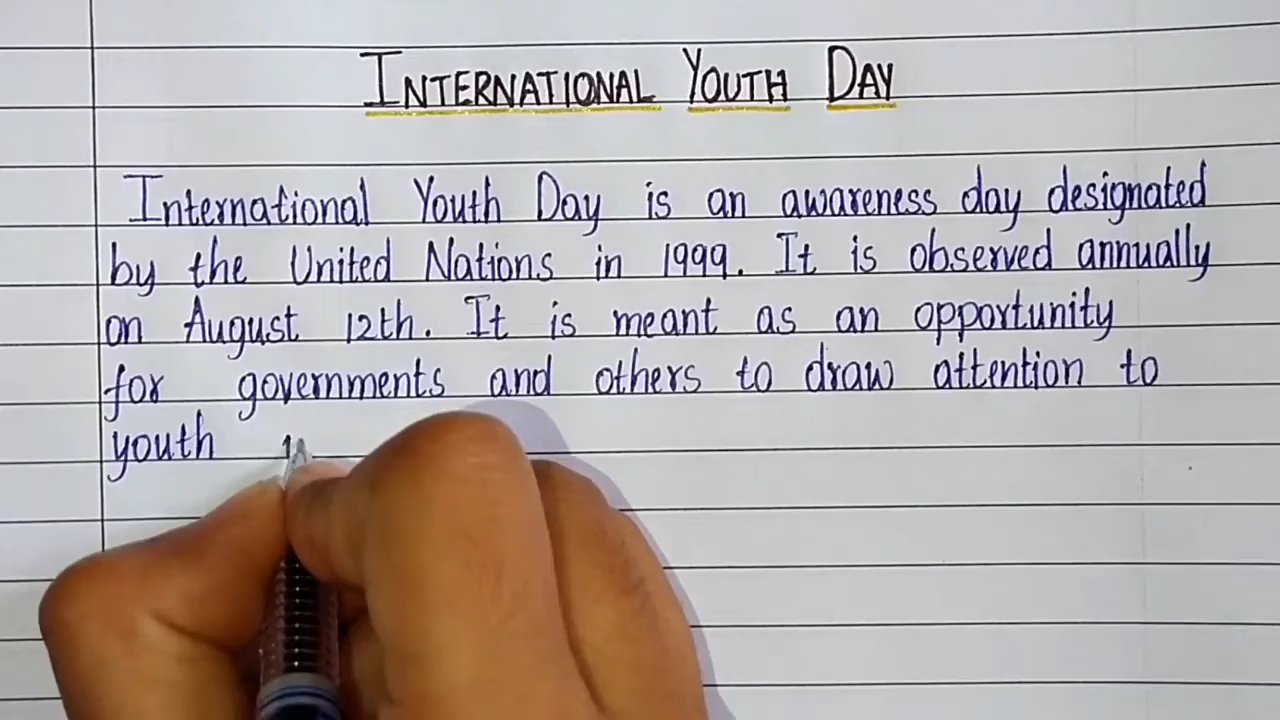 INTERNATIONAL YOUTH DAY
International Youth Day is an awareness day designated
by the United Nations in 1999. It is observed annually
on August 12th. It is meant as an opportunity
for governments and others to draw attention to
youth